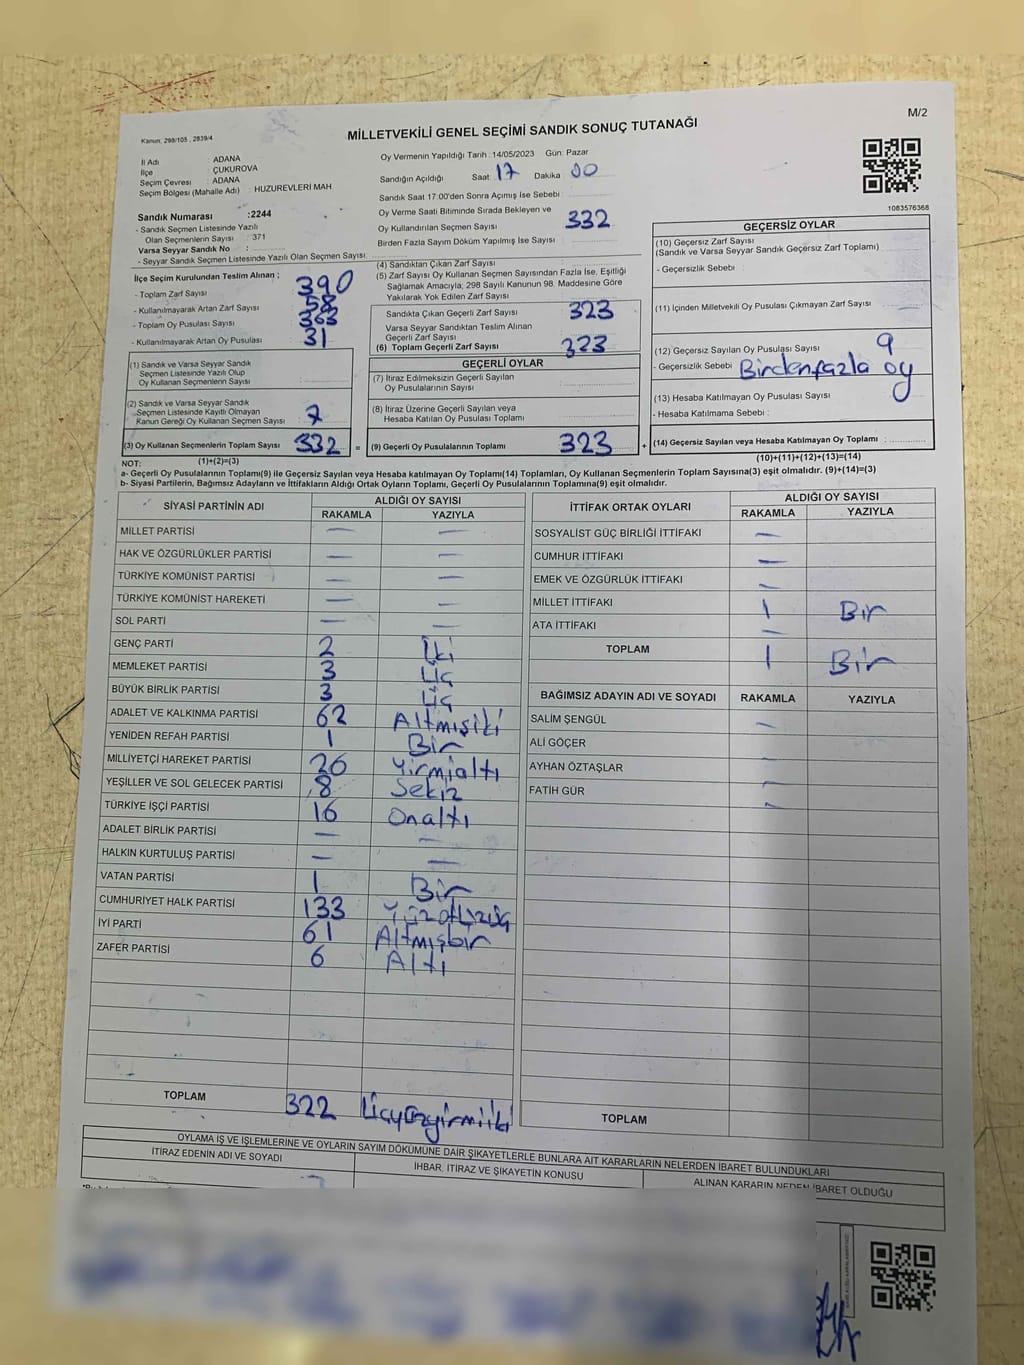 M/2
Kanun: 298/105 , 2839/4
MİLLETVEKİLİ GENEL SEÇİMİ SANDIK SONUÇ TUTANAĞI
İl Adı : ADANA
İlçe : ÇUKUROVA
Seçim Çevresi : ADANA
Seçim Bölgesi (Mahalle Adı) : HUZUREVLERİ MAH
Sandık Numarası :2244
- Sandık Seçmen Listesinde Yazılı
Olan Seçmenlerin Sayısı : 371
Varsa Seyyar Sandık No :
- Seyyar Sandık Seçmen Listesinde Yazılı Olan Seçmen Sayısı:
Oy Vermenin Yapıldığı Tarih :14/05/2023 Gün: Pazar
Sandığın Açıldığı Saat 17 Dakika 00
Sandık Saat 17:00'den Sonra Açımış İse Sebebi :
Oy Verme Saati Bitiminde Sırada Bekleyen ve
Oy Kullandırılan Seçmen Sayısı 332
Birden Fazla Sayım Döküm Yapılmış İse Sayısı
1083576368
İlçe Seçim Kurulundan Teslim Alınan ;
- Toplam Zarf Sayısı 390
- Kullanılmayarak Artan Zarf Sayısı 58
- Toplam Oy Pusulası Sayısı 363
- Kullanılmayarak Artan Oy Pusulası 31
(1) Sandık ve Varsa Seyyar Sandık
Seçmen Listesinde Yazılı Olup
Oy Kullanan Seçmenlerin Sayısı :
(2) Sandık ve Varsa Seyyar Sandık
Seçmen Listesinde Kayıtlı Olmayan
Kanun Gereği Oy Kullanan Seçmen Sayısı : 7
(3) Oy Kullanan Seçmenlerin Toplam Sayısı 332 =
(4) Sandıktan Çıkan Zarf Sayısı
(5) Zarf Sayısı Oy Kullanan Seçmen Sayısından Fazla İse, Eşitliği
Sağlamak Amacıyla, 298 Sayılı Kanunun 98. Maddesine Göre
Yakılarak Yok Edilen Zarf Sayısı
Sandıkta Çıkan Geçerli Zarf Sayısı 323
Varsa Seyyar Sandıktan Teslim Alınan
Geçerli Zarf Sayısı
(6) Toplam Geçerli Zarf Sayısı 323
GEÇERLİ OYLAR
(7) İtiraz Edilmeksizin Geçerli Sayılan
Oy Pusulalarının Sayısı
(8) İtiraz Üzerine Geçerli Sayılan veya
Hesaba Katılan Oy Pusulası Toplamı
(9) Geçerli Oy Pusulalarının Toplamı 323 +
GEÇERSİZ OYLAR
(10) Geçersiz Zarf Sayısı
(Sandık ve Varsa Seyyar Sandık Geçersiz Zarf Toplamı)
- Geçersizlik Sebebi
(11) İçinden Milletvekili Oy Pusulası Çıkmayan Zarf Sayısı
(12) Geçersiz Sayılan Oy Pusulası Sayısı 9
- Geçersizlik Sebebi Birdenfazla oy
(13) Hesaba Katılmayan Oy Pusulası Sayısı
- Hesaba Katılmama Sebebi :
(14) Geçersiz Sayılan veya Hesaba Katılmayan Oy Toplamı :
NOT: (1)+(2)=(3) (10)+(11)+(12)+(13)=(14)
a- Geçerli Oy Pusulalarının Toplamı(9) ile Geçersiz Sayılan veya Hesaba katılmayan Oy Toplamı(14) Toplamları, Oy Kullanan Seçmenlerin Toplam Sayısına(3) eşit olmalıdır. (9)+(14)=(3)
b- Siyasi Partilerin, Bağımsız Adayların ve İttifakların Aldığı Ortak Oyların Toplamı, Geçerli Oy Pusulalarının Toplamına(9) eşit olmalıdır.
SİYASİ PARTİNİN ADI ALDIĞI OY SAYISI
RAKAMLA YAZIYLA
MİLLET PARTİSİ — —
HAK VE ÖZGÜRLÜKLER PARTİSİ — —
TÜRKİYE KOMÜNİST PARTİSİ — —
TÜRKİYE KOMÜNİST HAREKETİ — —
SOL PARTİ — —
GENÇ PARTİ 2 İki
MEMLEKET PARTİSİ 3 Üç
BÜYÜK BİRLİK PARTİSİ 3 Üç
ADALET VE KALKINMA PARTİSİ 62 Altmışiki
YENİDEN REFAH PARTİSİ 1 Bir
MİLLİYETÇİ HAREKET PARTİSİ 26 Yirmialtı
YEŞİLLER VE SOL GELECEK PARTİSİ 8 Sekiz
TÜRKİYE İŞÇİ PARTİSİ 16 Onaltı
ADALET BİRLİK PARTİSİ — —
HALKIN KURTULUŞ PARTİSİ — —
VATAN PARTİSİ 1 Bir
CUMHURİYET HALK PARTİSİ 133 Yüzotuzüç
İYİ PARTİ 61 Altmışbir
ZAFER PARTİSİ 6 Altı
TOPLAM 322 Üçyüzyirmiiki
İTTİFAK ORTAK OYLARI ALDIĞI OY SAYISI
RAKAMLA YAZIYLA
SOSYALİST GÜÇ BİRLİĞİ İTTİFAKI —
CUMHUR İTTİFAKI —
EMEK VE ÖZGÜRLÜK İTTİFAKI —
MİLLET İTTİFAKI 1 Bir
ATA İTTİFAKI —
TOPLAM 1 Bir
BAĞIMSIZ ADAYIN ADI VE SOYADI RAKAMLA YAZIYLA
SALİM ŞENGÜL —
ALİ GÖÇER
AYHAN ÖZTAŞLAR —
FATİH GÜR —
TOPLAM
OYLAMA İŞ VE İŞLEMLERİNE VE OYLARIN SAYIM DÖKÜMÜNE DAİR ŞİKAYETLERLE BUNLARA AİT KARARLARIN NELERDEN İBARET BULUNDUKLARI
İTİRAZ EDENİN ADI VE SOYADI İHBAR, İTİRAZ VE ŞİKAYETİN KONUSU ALINAN KARARIN NEDEN İBARET OLDUĞU